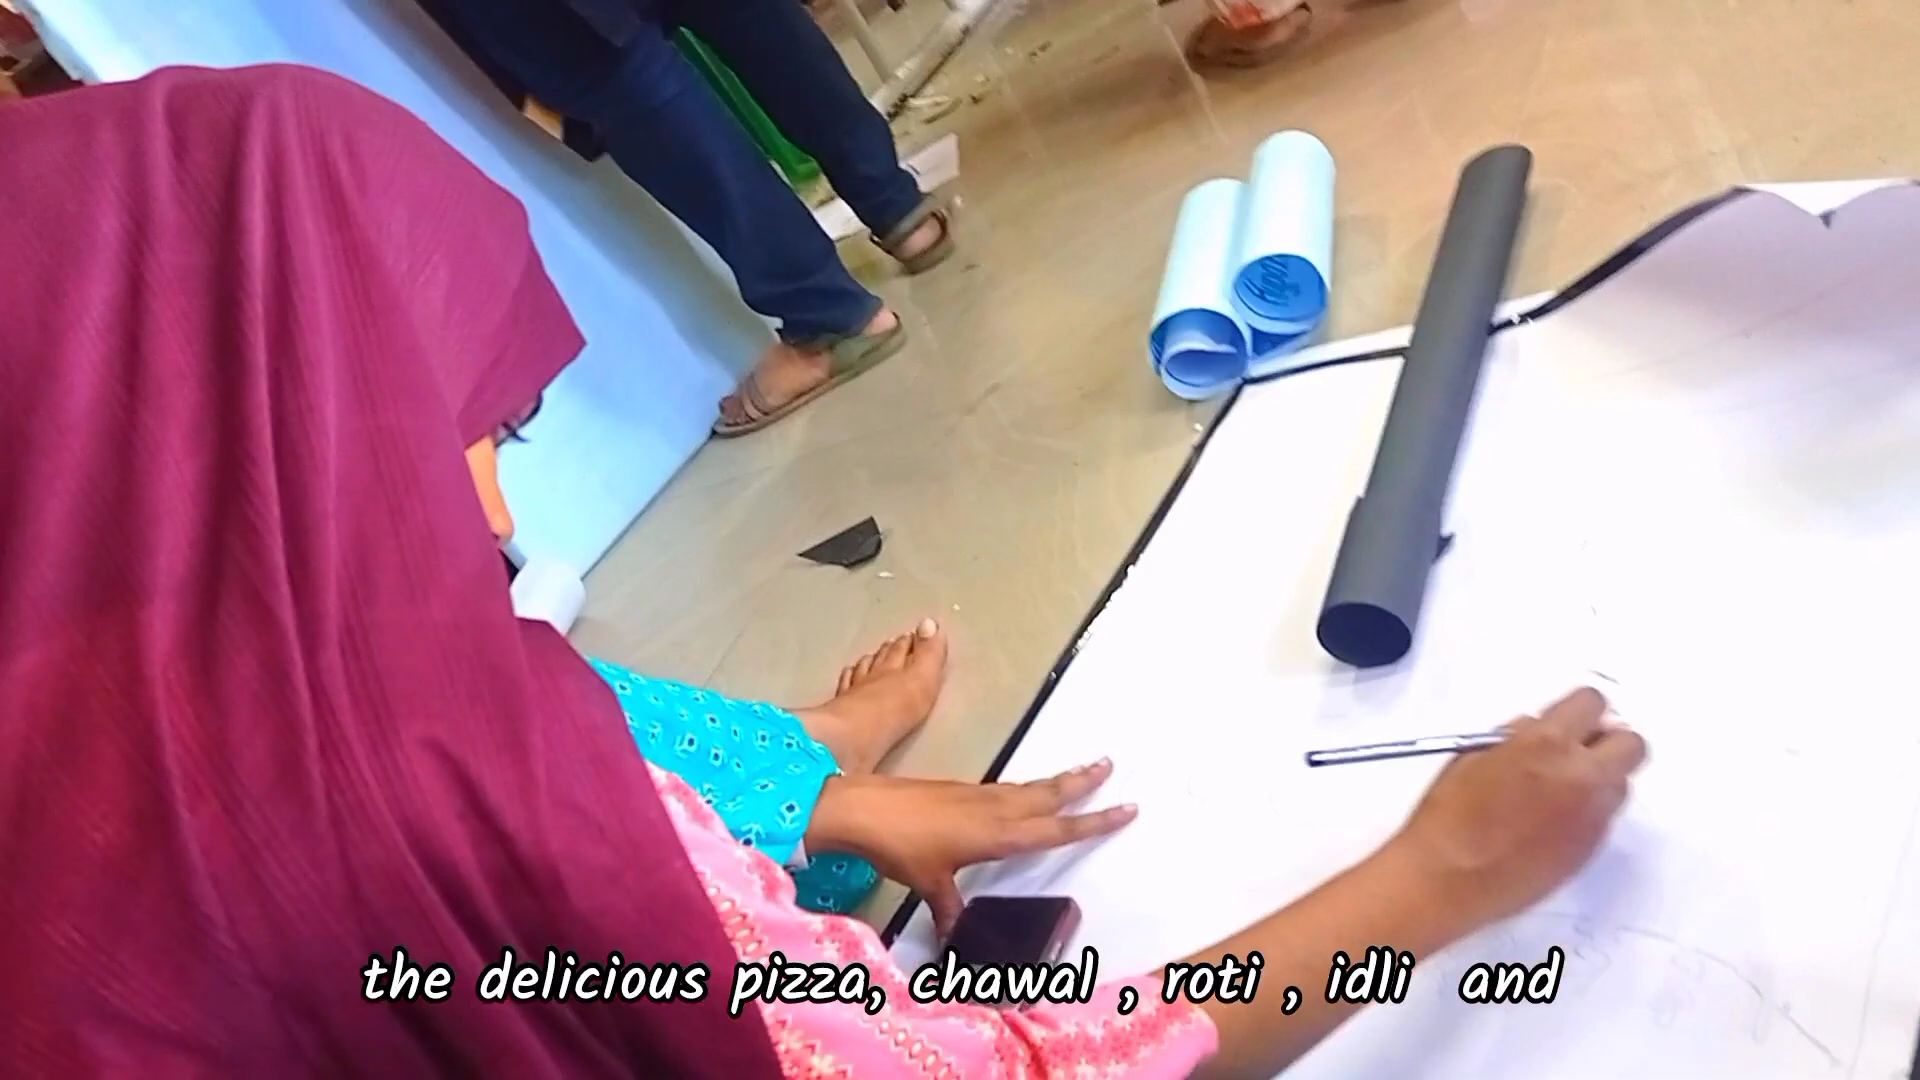 the delicious pizza, chawal , roti , idli  and